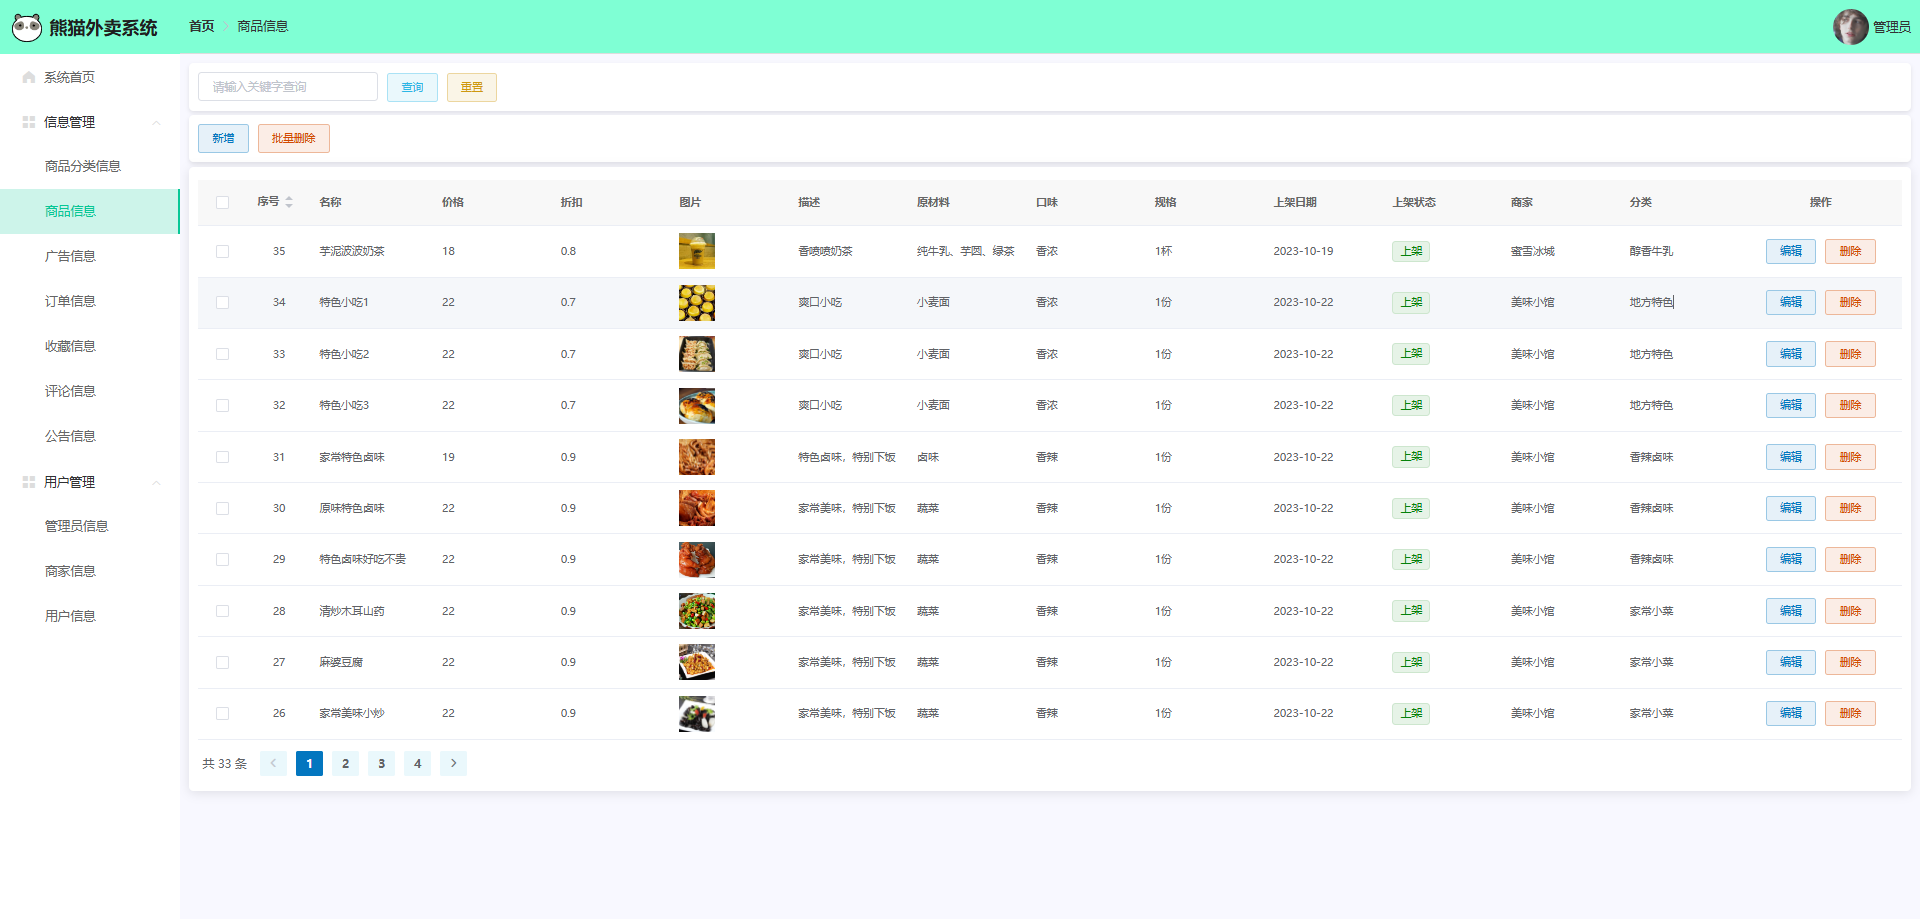 熊猫外卖系统 首页 商品信息 管理员
系统首页
信息管理
商品分类信息
商品信息
广告信息
订单信息
收藏信息
评论信息
公告信息
用户管理
管理员信息
商家信息
用户信息
请输入关键字查询 查询 重置
新增 批量删除
序号 名称 价格 折扣 图片 描述 原材料 口味 规格 上架日期 上架状态 商家 分类 操作
35 芋泥波波奶茶 18 0.8 香喷喷奶茶 纯牛乳、芋圆、绿茶 香浓 1杯 2023-10-19 上架 蜜雪冰城 醇香牛乳 编辑 删除
34 特色小吃1 22 0.7 爽口小吃 小麦面 香浓 1份 2023-10-22 上架 美味小馆 地方特色 编辑 删除
33 特色小吃2 22 0.7 爽口小吃 小麦面 香浓 1份 2023-10-22 上架 美味小馆 地方特色 编辑 删除
32 特色小吃3 22 0.7 爽口小吃 小麦面 香浓 1份 2023-10-22 上架 美味小馆 地方特色 编辑 删除
31 家常特色卤味 19 0.9 特色卤味，特别下饭 卤味 香辣 1份 2023-10-22 上架 美味小馆 香辣卤味 编辑 删除
30 原味特色卤味 22 0.9 家常美味，特别下饭 蔬菜 香辣 1份 2023-10-22 上架 美味小馆 香辣卤味 编辑 删除
29 特色卤味好吃不贵 22 0.9 家常美味，特别下饭 蔬菜 香辣 1份 2023-10-22 上架 美味小馆 香辣卤味 编辑 删除
28 清炒木耳山药 22 0.9 家常美味，特别下饭 蔬菜 香辣 1份 2023-10-22 上架 美味小馆 家常小菜 编辑 删除
27 麻婆豆腐 22 0.9 家常美味，特别下饭 蔬菜 香辣 1份 2023-10-22 上架 美味小馆 家常小菜 编辑 删除
26 家常美味小炒 22 0.9 家常美味，特别下饭 蔬菜 香辣 1份 2023-10-22 上架 美味小馆 家常小菜 编辑 删除
共 33 条 1 2 3 4